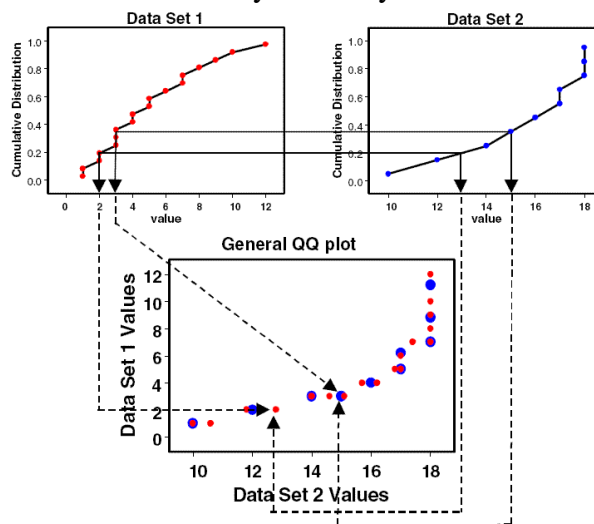 Data Set 1
Data Set 2
Cumulative Distribution
1.0
0.8
0.6
0.4
0.2
0.0
0 2 4 6 8 10 12
value
Cumulative Distribution
1.0
0.8
0.6
0.4
0.2
0.0
10 12 14 16 18
value
General QQ plot
Data Set 1 Values
12
10
8
6
4
2
0
10 12 14 16 18
Data Set 2 Values